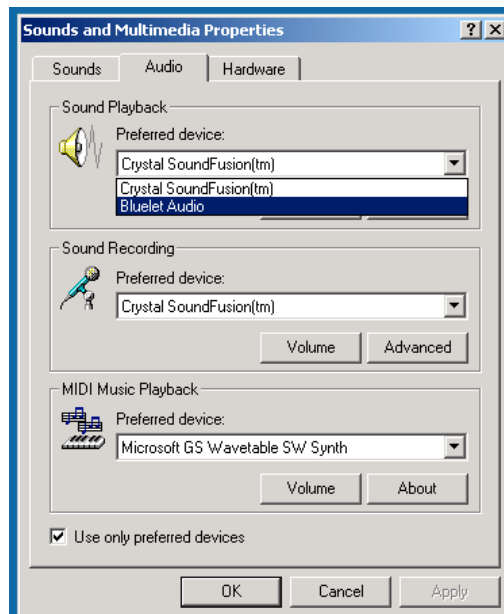 Sounds and Multimedia Properties
Sounds Audio Hardware
Sound Playback
Preferred device:
Crystal SoundFusion(tm)
Crystal SoundFusion(tm)
Bluelet Audio
Sound Recording
Preferred device:
Crystal SoundFusion(tm)
Volume Advanced
MIDI Music Playback
Preferred device:
Microsoft GS Wavetable SW Synth
Volume About
Use only preferred devices
OK Cancel Apply